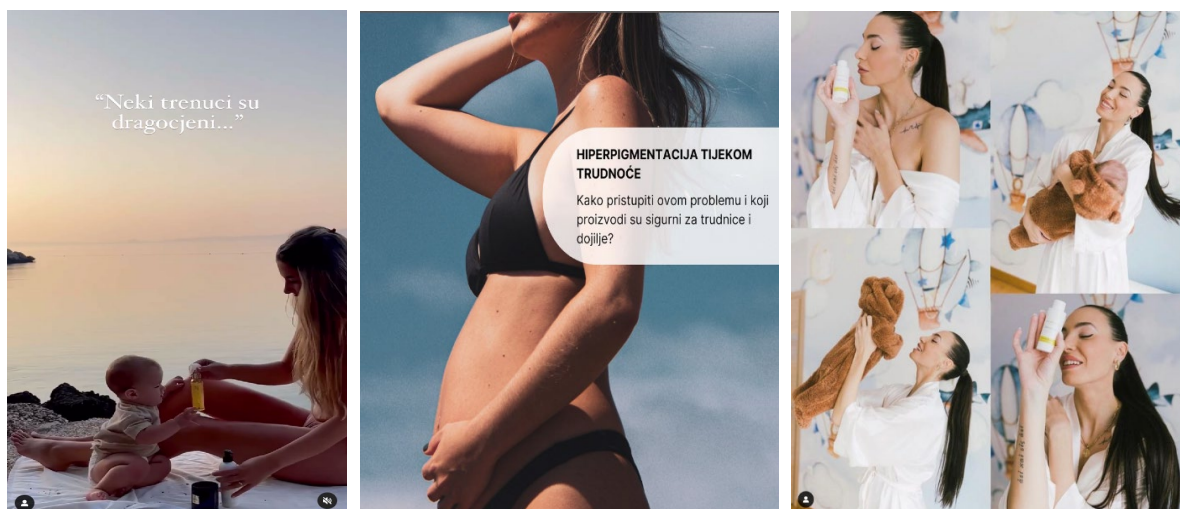 “Neki trenuci su
dragocjeni...”
HIPERPIGMENTACIJA TIJEKOM
TRUDNOĆE
Kako pristupiti ovom problemu i koji
proizvodi su sigurni za trudnice i
dojilje?